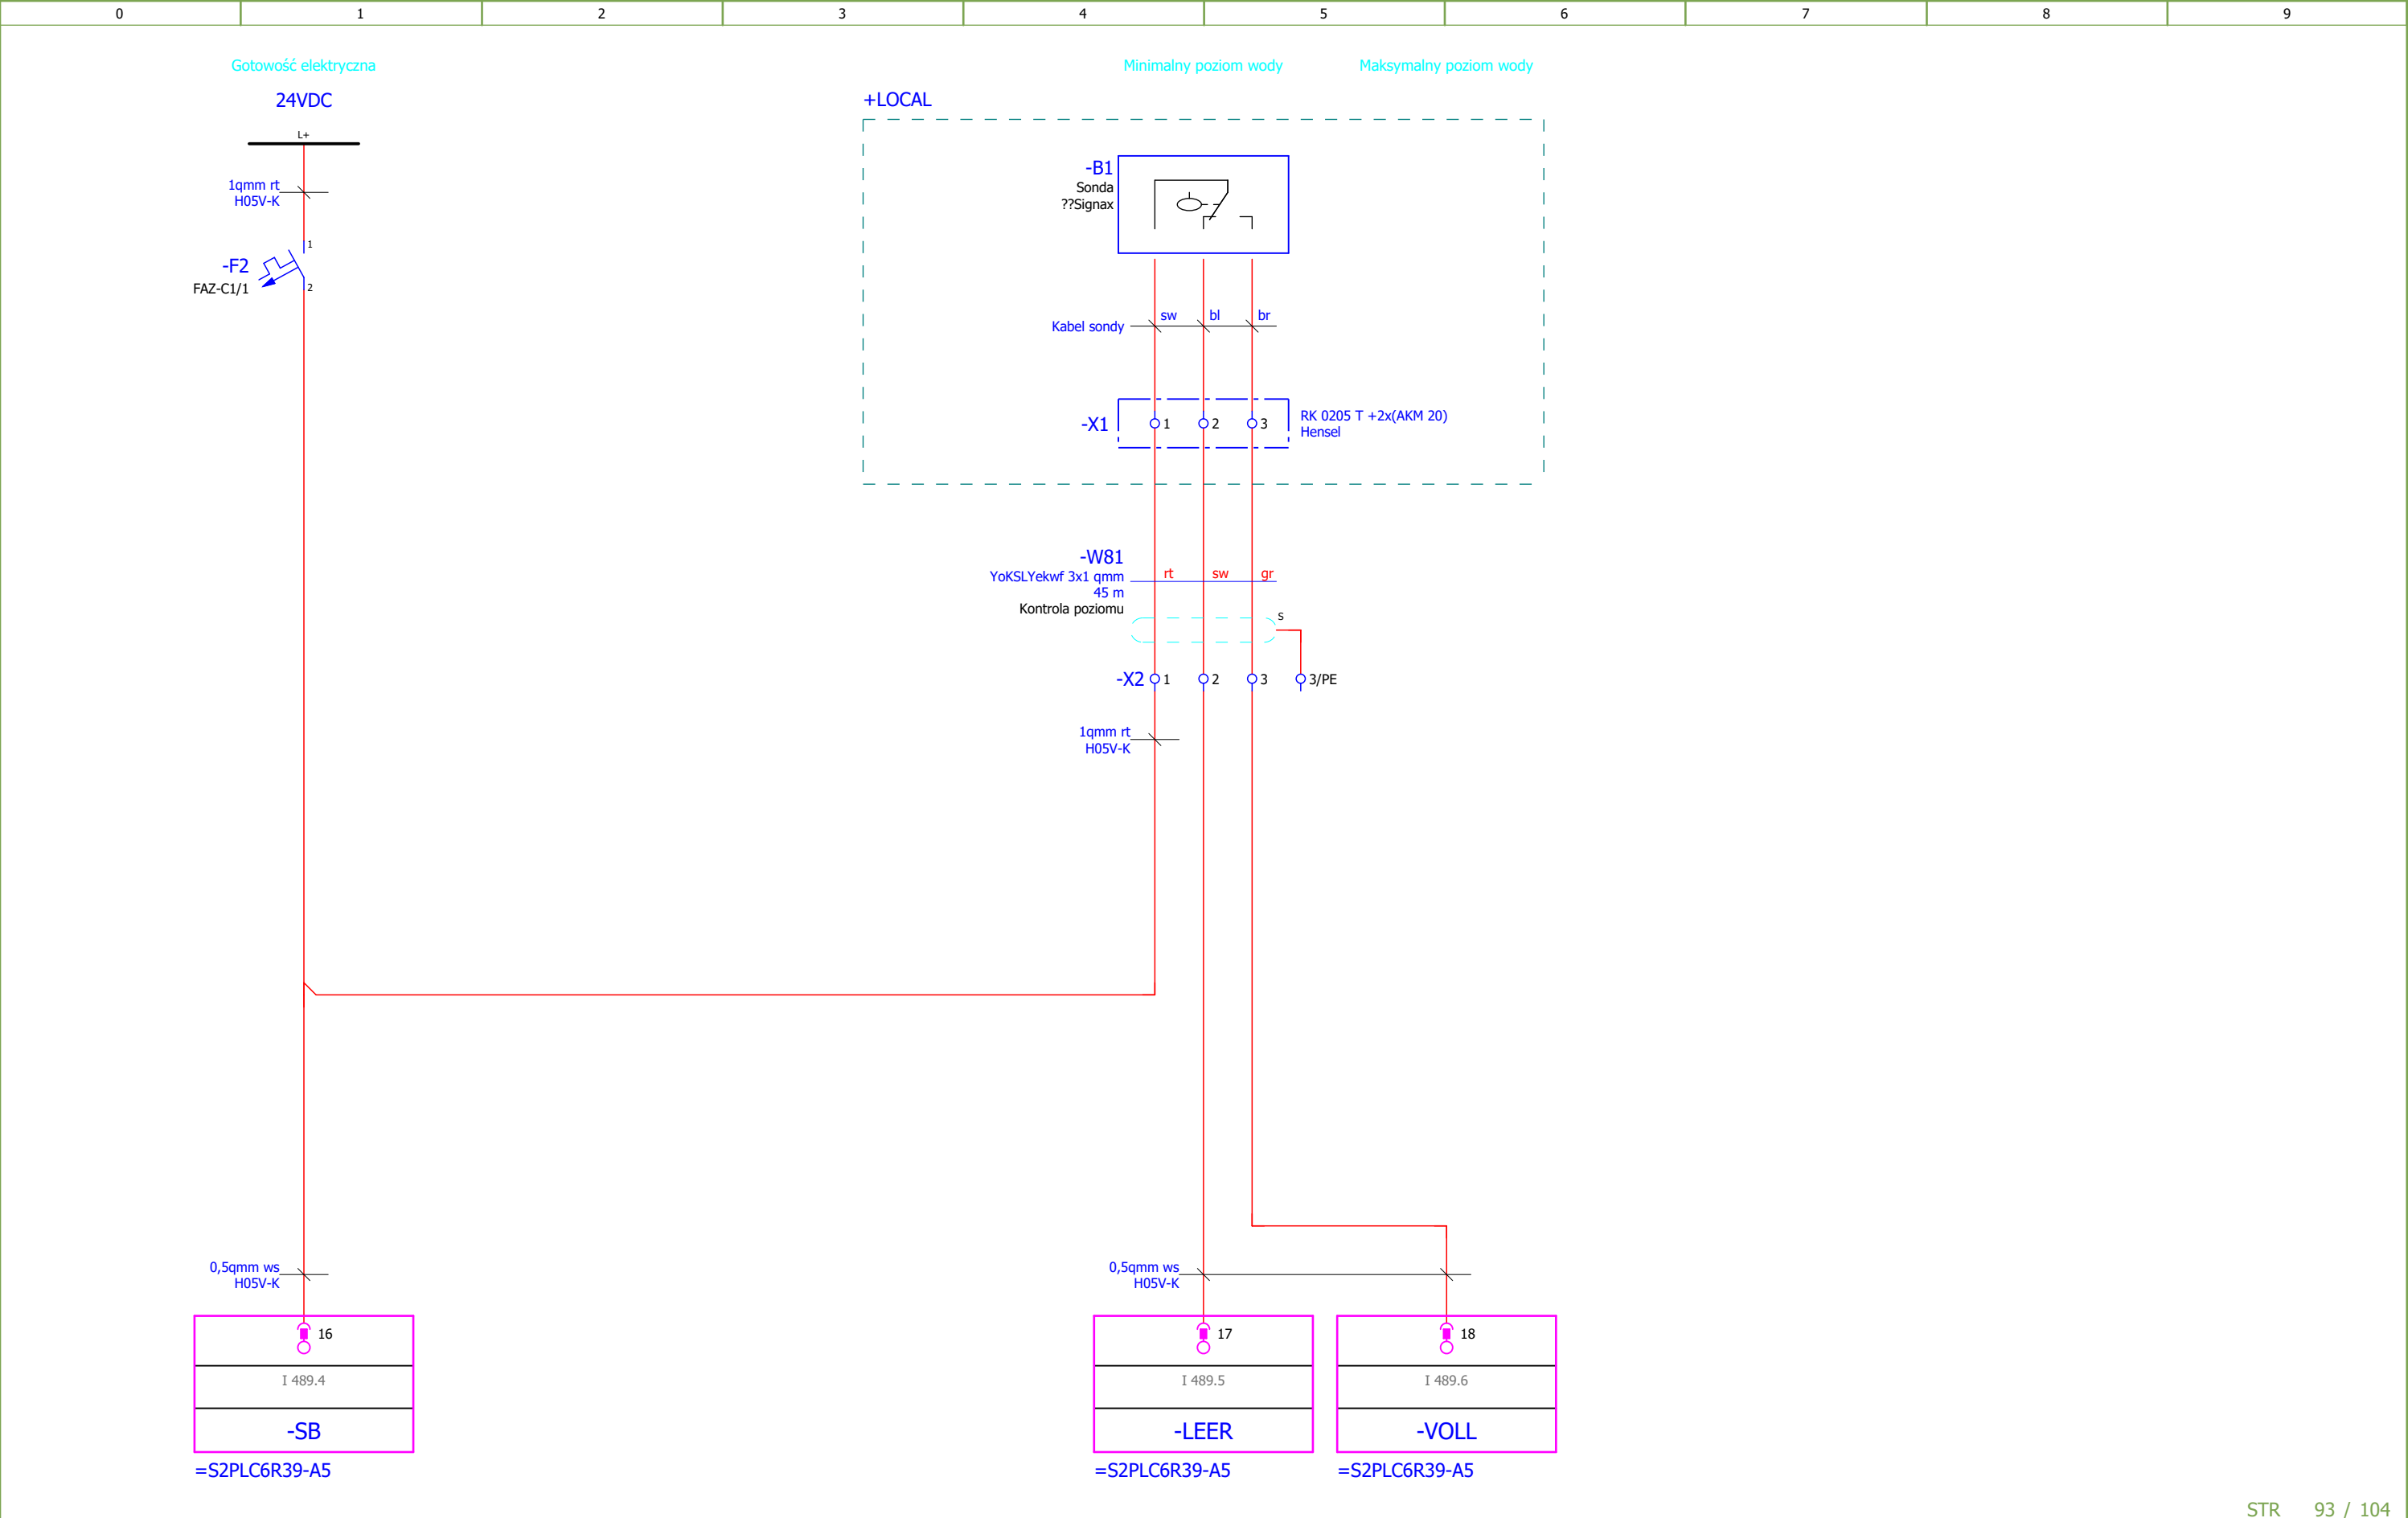 0 1 2 3 4 5 6 7 8 9
Gotowość elektryczna
Minimalny poziom wody
Maksymalny poziom wody
24VDC
L+
+LOCAL
-B1
Sonda
??Signax
1qmm rt
H05V-K
-F2
FAZ-C1/1
1
2
Kabel sondy
sw bl br
-X1
1 2 3
RK 0205 T +2x(AKM 20)
Hensel
-W81
YoKSLYekwf 3x1 qmm
45 m
Kontrola poziomu
rt sw gr
S
-X2
1 2 3 3/PE
1qmm rt
H05V-K
0,5qmm ws
H05V-K
0,5qmm ws
H05V-K
16
I 489.4
-SB
=S2PLC6R39-A5
17
I 489.5
-LEER
=S2PLC6R39-A5
18
I 489.6
-VOLL
=S2PLC6R39-A5
STR 93 / 104